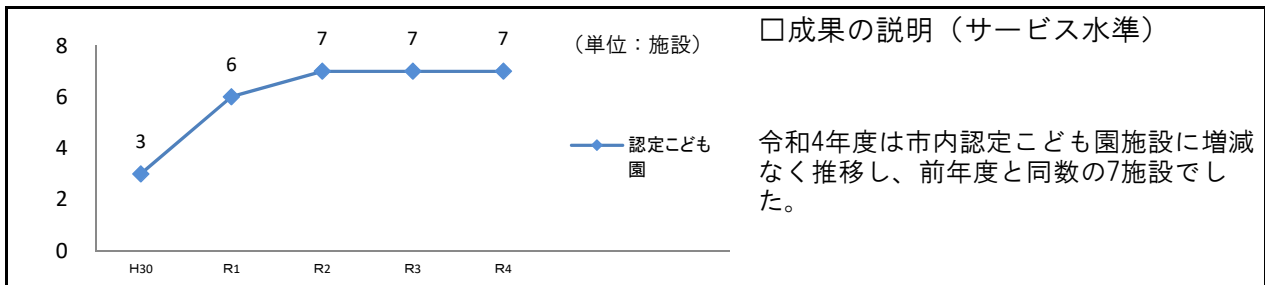 □成果の説明（サービス水準）
（単位：施設）
8
6
4
2
0
3
6
7
7
7
H30
R1
R2
R3
R4
認定こども
園
令和4年度は市内認定こども園施設に増減
なく推移し、前年度と同数の7施設でし
た。